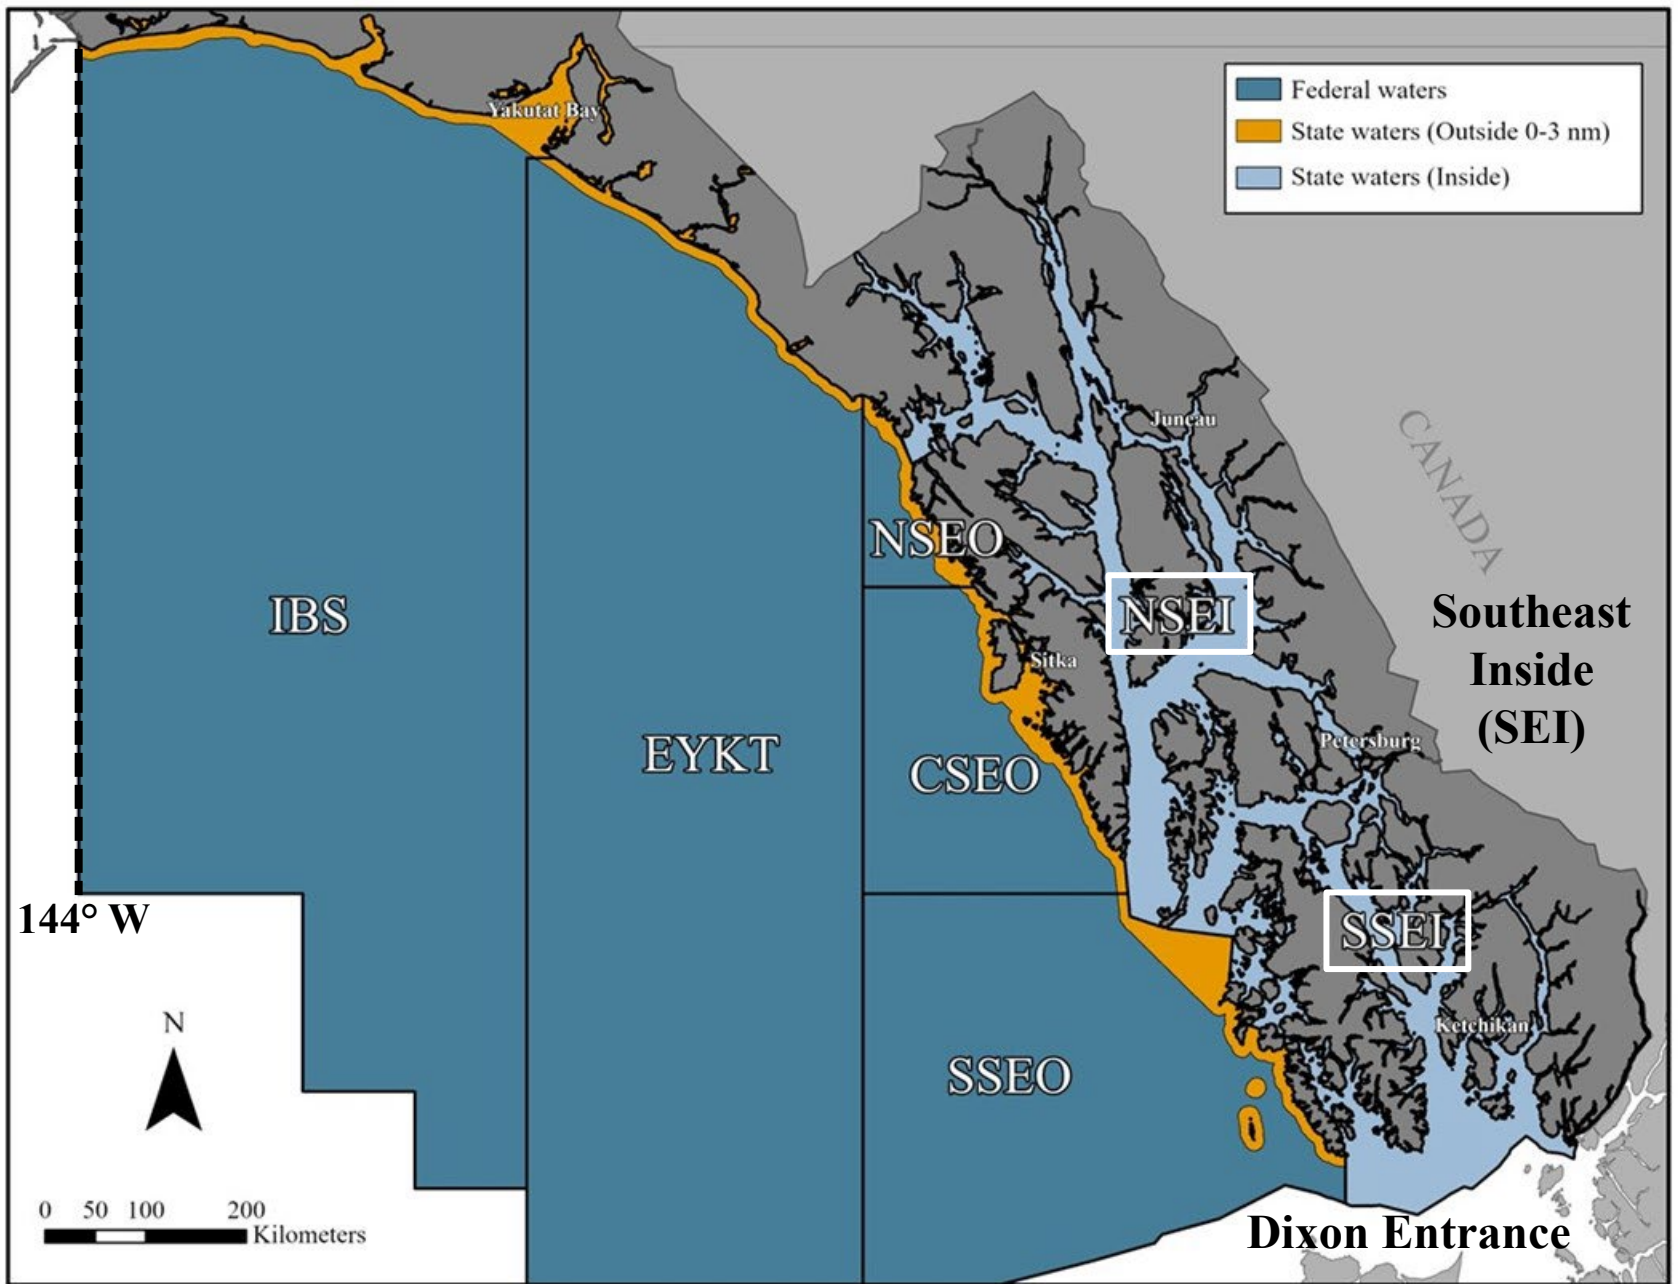 Yakutat Bay
Federal waters
State waters (Outside 0-3 nm)
State waters (Inside)
Juneau
CANADA
NSEO
IBS
NSEI
Southeast
Inside
(SEI)
Sitka
EYKT
CSEO
Petersburg
144° W
SSEI
N
Ketchikan
SSEO
0 50 100 200
Kilometers
Dixon Entrance